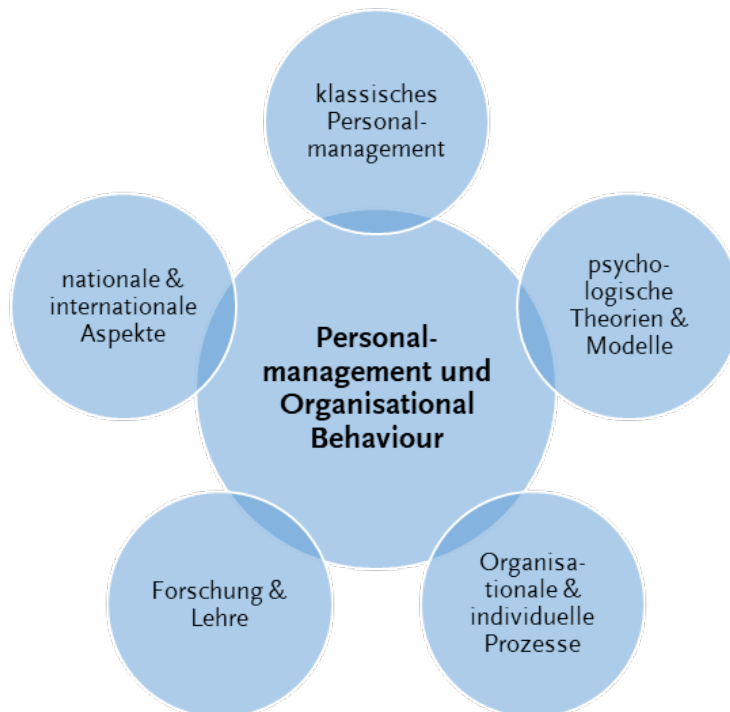 klassisches
Personal-
management
psycho-
logische
Theorien &
Modelle
nationale &
internationale
Aspekte
Personal-
management und
Organisational
Behaviour
Organisa-
tionale &
individuelle
Prozesse
Forschung &
Lehre